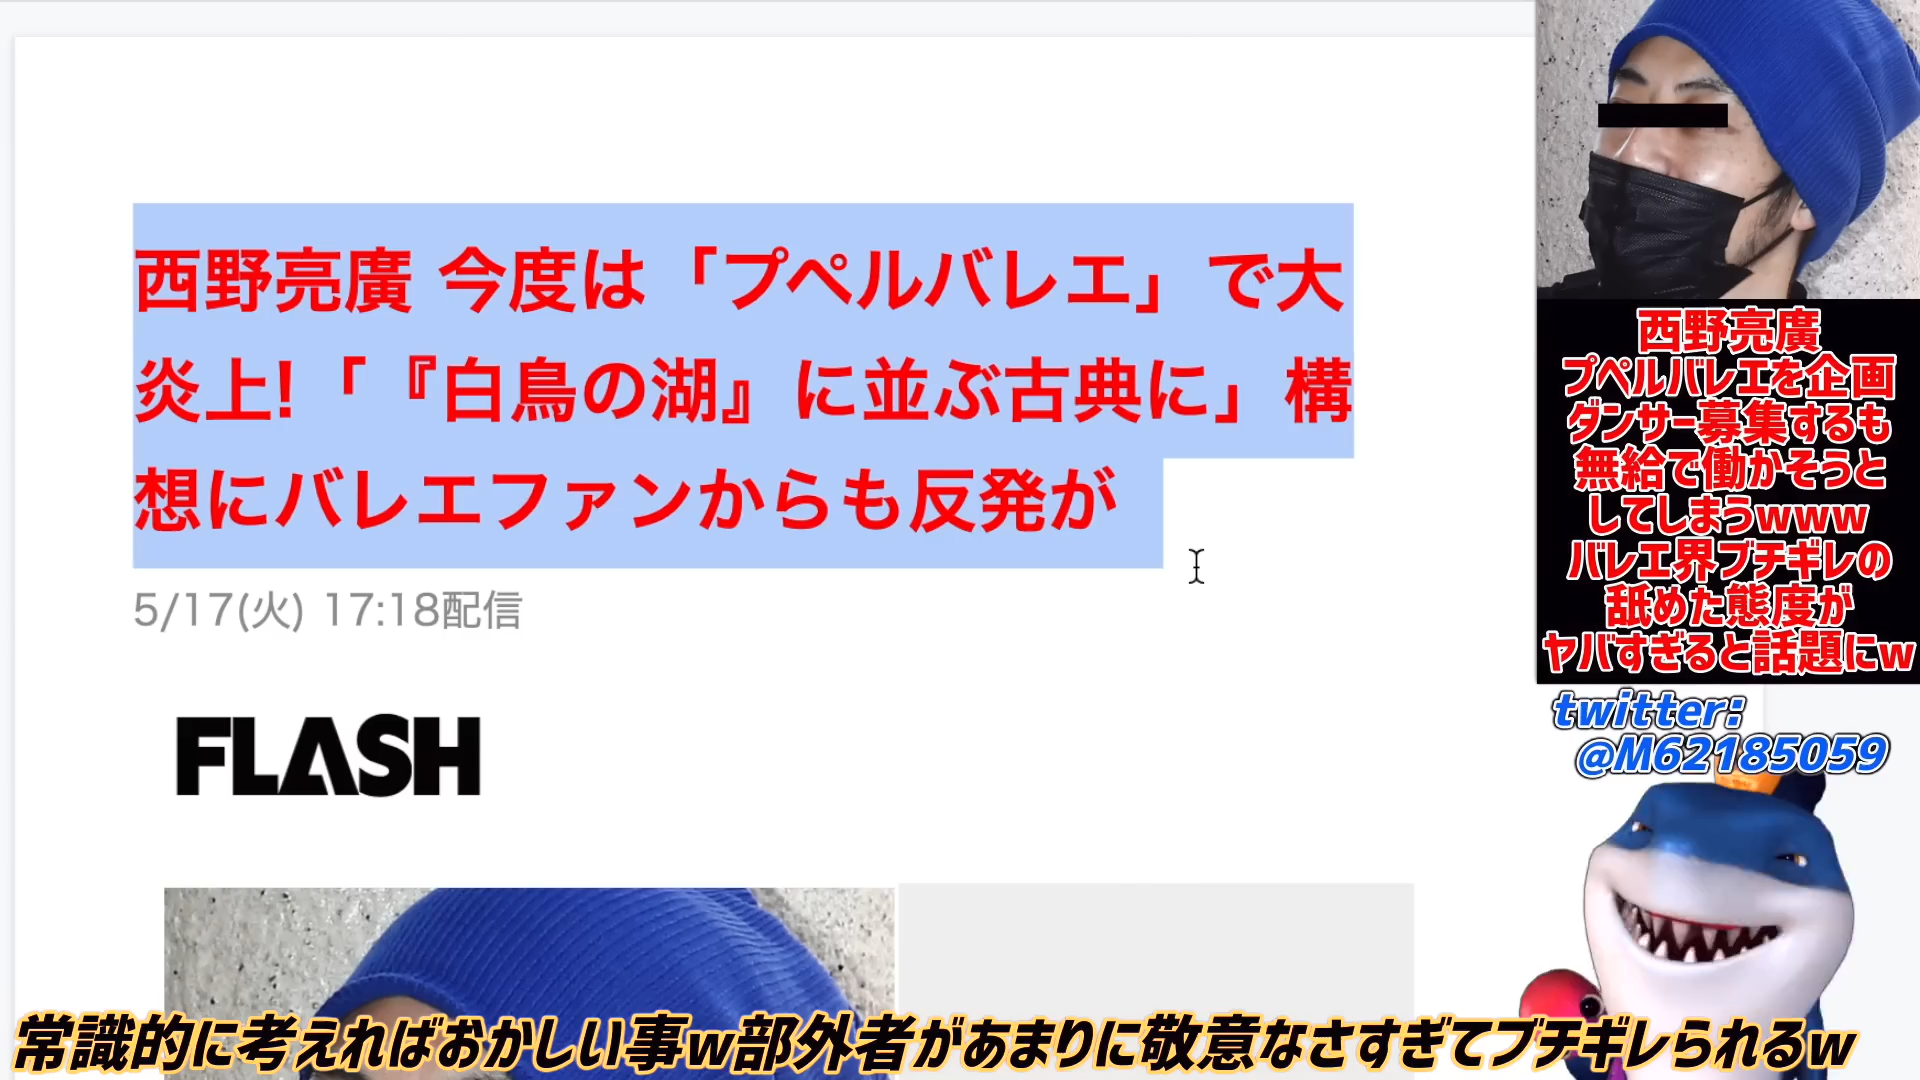 西野亮廣 今度は「プペルバレエ」で大
炎上!「『白鳥の湖』に並ぶ古典に」構
想にバレエファンからも反発が
5/17(火) 17:18配信
FLASH
西野亮廣
プペルバレエを企画
ダンサー募集するも
無給で働かそうと
してしまうwww
バレエ界ブチギレの
舐めた態度が
ヤバすぎると話題にw
twitter:
@M62185059
常識的に考えればおかしい事w部外者があまりに敬意なさすぎてブチギレられるw